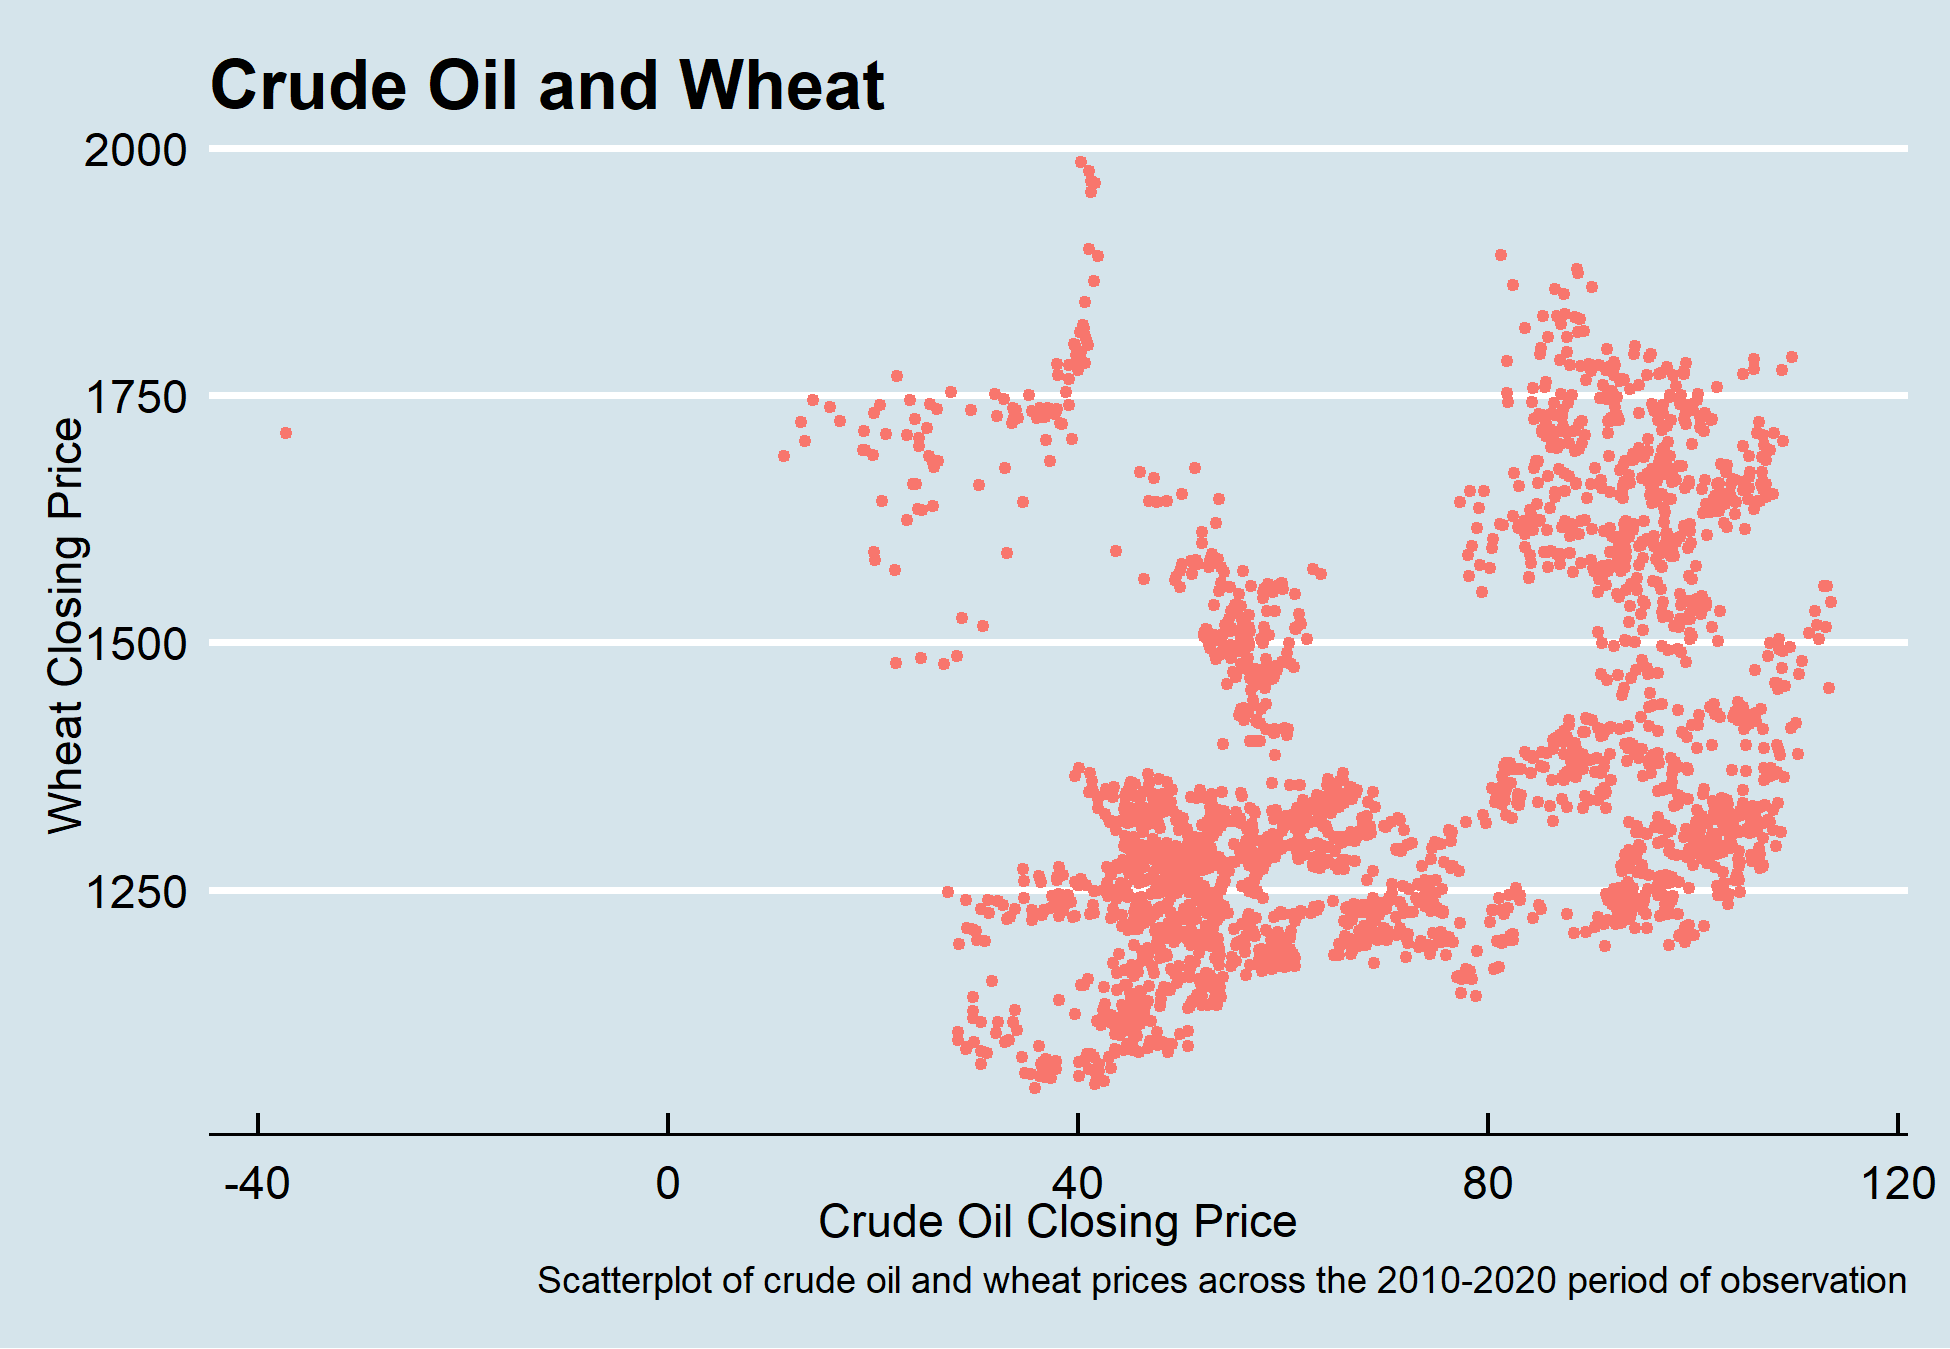 Crude Oil and Wheat
2000
1750
1500
1250
Wheat Closing Price
-40 0 40 80 120
Crude Oil Closing Price
Scatterplot of crude oil and wheat prices across the 2010-2020 period of observation